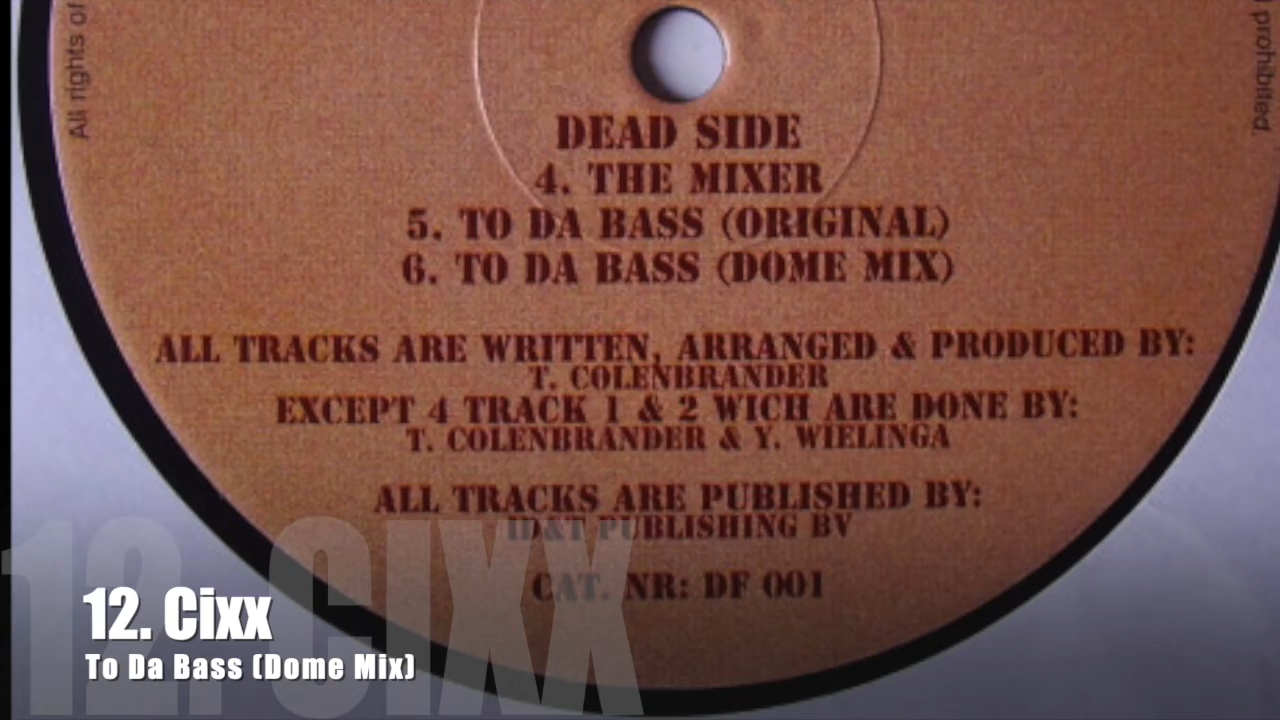 All rights of
prohibited.
DEAD SIDE
4. THE MIXER
5. TO DA BASS (ORIGINAL)
6. TO DA BASS (DOME MIX)
ALL TRACKS ARE WRITTEN, ARRANGED & PRODUCED BY:
T. COLENBRANDER
EXCEPT 4 TRACK 1 & 2 WICH ARE DONE BY:
T. COLENBRANDER & Y. WIELINGA
ALL TRACKS ARE PUBLISHED BY:
ID&T PUBLISHING BV
CAT. NR: DF 001
12. Cixx
12. Cixx
To Da Bass (Dome Mix)